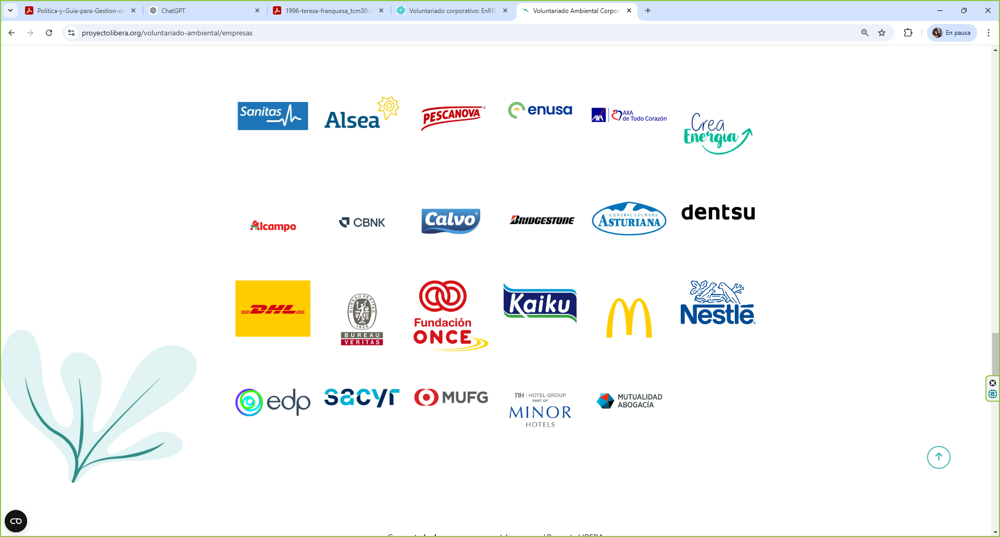 Politica-y-Guia-para-Gestion-de
ChatGPT
1996-teresa-franquesa_tcm30-1
Voluntariado corporativo: EnRED
Voluntariado Ambiental Corpor
proyectolibera.org/voluntariado-ambiental/empresas
En pausa
Sanitas
Alsea
PESCANOVA®
enusa
AXA
AXA
de Todo Corazón
Crea
Energía
Alcampo
CBNK
Calvo®
BRIDGESTONE
CENTRAL LECHERA
ASTURIANA
dentsu
DHL
BUREAU VERITAS
1828
BUREAU
VERITAS
Fundación
ONCE
Kaiku
Nestlé®
edp
sacyr
MUFG
nH | HOTEL GROUP
PART OF
MINOR
HOTELS
MUTUALIDAD
ABOGACÍA